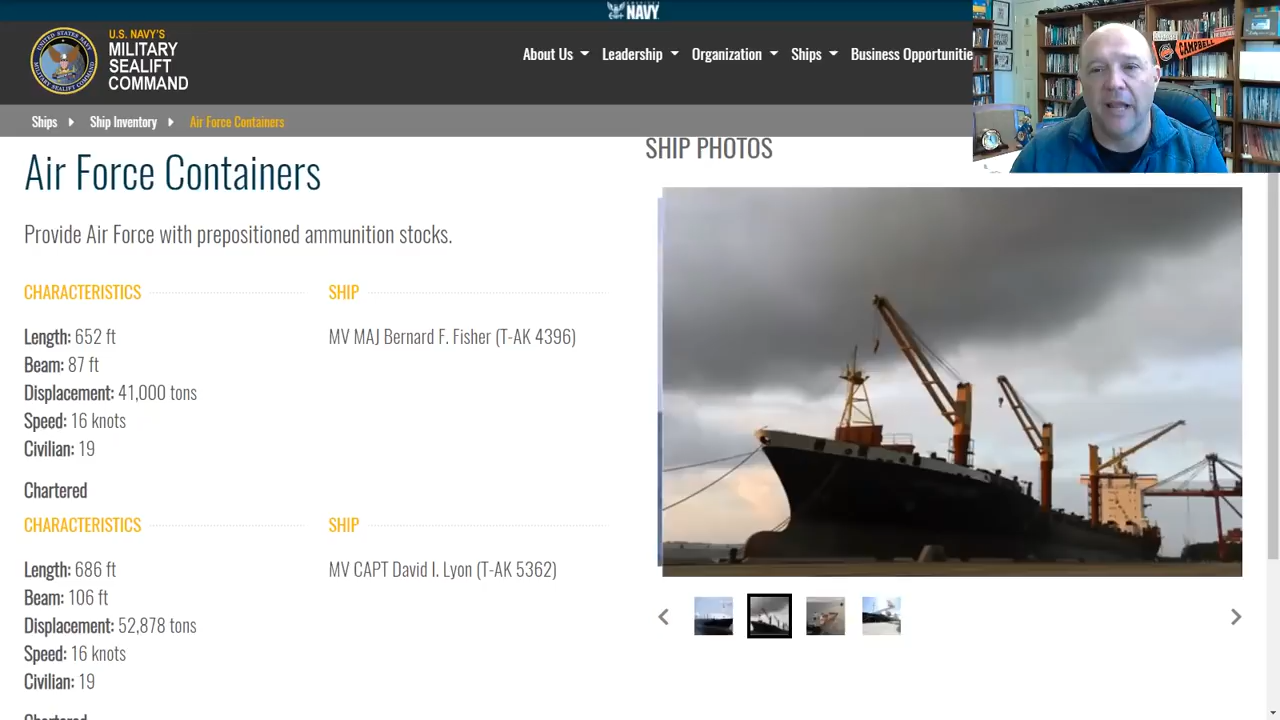 AMERICA'S
NAVY
U.S. NAVY'S
MILITARY
SEALIFT
COMMAND
About Us
Leadership
Organization
Ships
Business Opportunitie
CAMPBELL
Ships
Ship Inventory
Air Force Containers
Air Force Containers
Provide Air Force with prepositioned ammunition stocks.
CHARACTERISTICS
SHIP
Length: 652 ft
MV MAJ Bernard F. Fisher (T-AK 4396)
Beam: 87 ft
Displacement: 41,000 tons
Speed: 16 knots
Civilian: 19
Chartered
CHARACTERISTICS
SHIP
Length: 686 ft
MV CAPT David I. Lyon (T-AK 5362)
Beam: 106 ft
Displacement: 52,878 tons
Speed: 16 knots
Civilian: 19
Chartered
SHIP PHOTOS